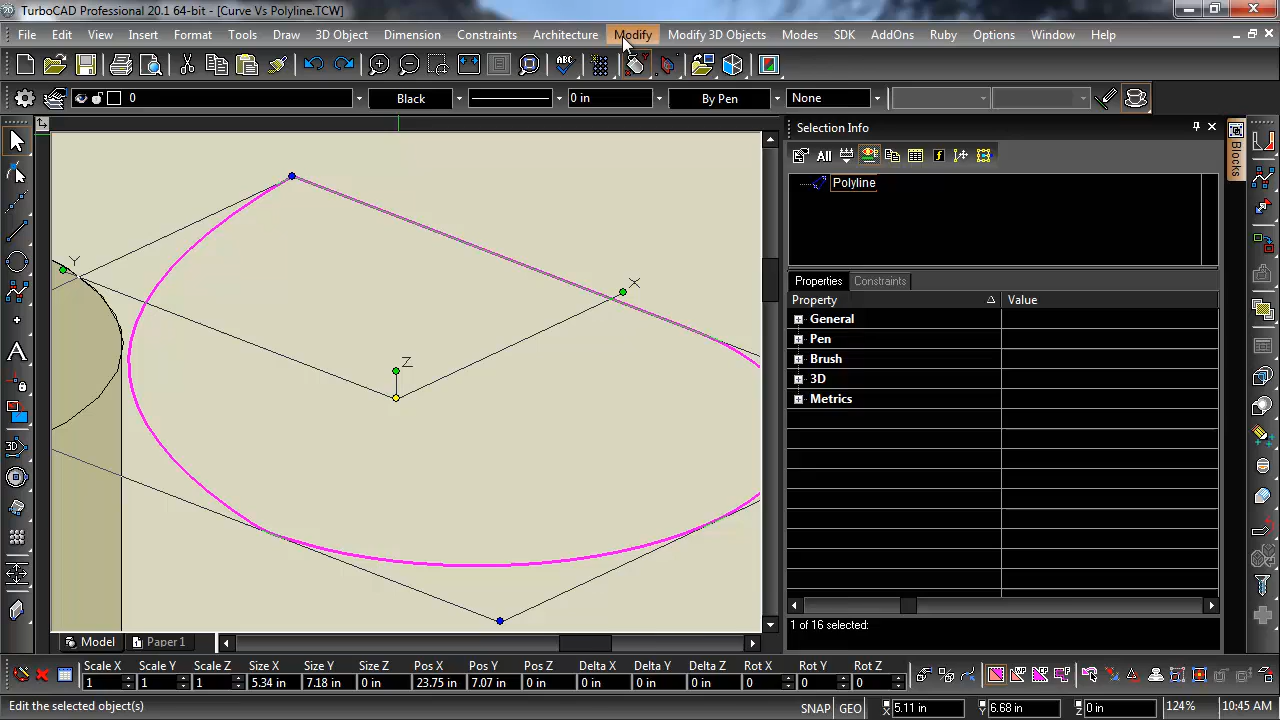 TurboCAD Professional 20.1 64-bit - [Curve Vs Polyline.TCW]
File Edit View Insert Format Tools Draw 3D Object Dimension Constraints Architecture Modify Modify 3D Objects Modes SDK AddOns Ruby Options Window Help
ABC
0 Black 0 in By Pen None
Selection Info
All
Blocks
Polyline
Y
X
Z
Properties Constraints
Property Value
General
Pen
Brush
3D
Metrics
1 of 16 selected:
Model Paper 1
Scale X Scale Y Scale Z Size X Size Y Size Z Pos X Pos Y Pos Z Delta X Delta Y Delta Z Rot X Rot Y Rot Z
1 1 1 5.34 in 7.18 in 0 in 23.75 in 7.07 in 0 in 0 in 0 in 0 in 0 0 0
Edit the selected object(s) SNAP GEO X 5.11 in Y 6.68 in Z 0 in 124% 10:45 AM